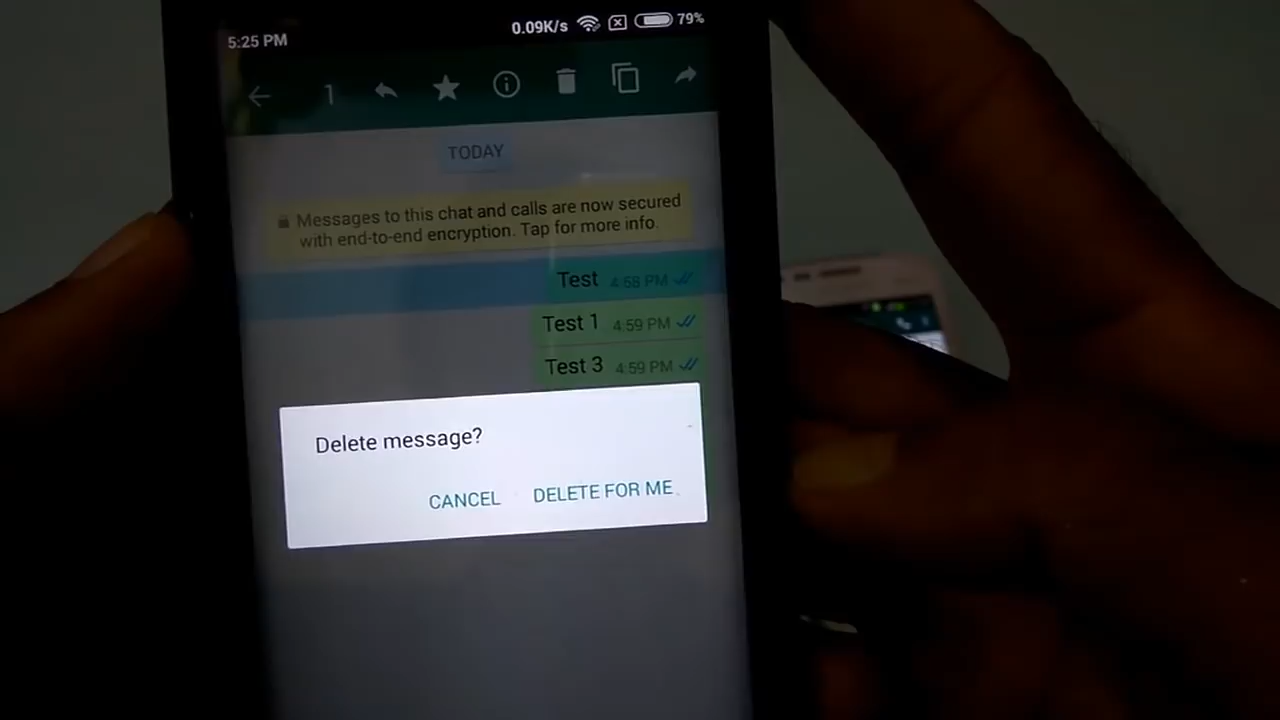 5:25 PM 0.09K/s 79%
1
TODAY
Messages to this chat and calls are now secured
with end-to-end encryption. Tap for more info.
Test 4:58 PM
Test 1 4:59 PM
Test 3 4:59 PM
Delete message?
CANCEL DELETE FOR ME